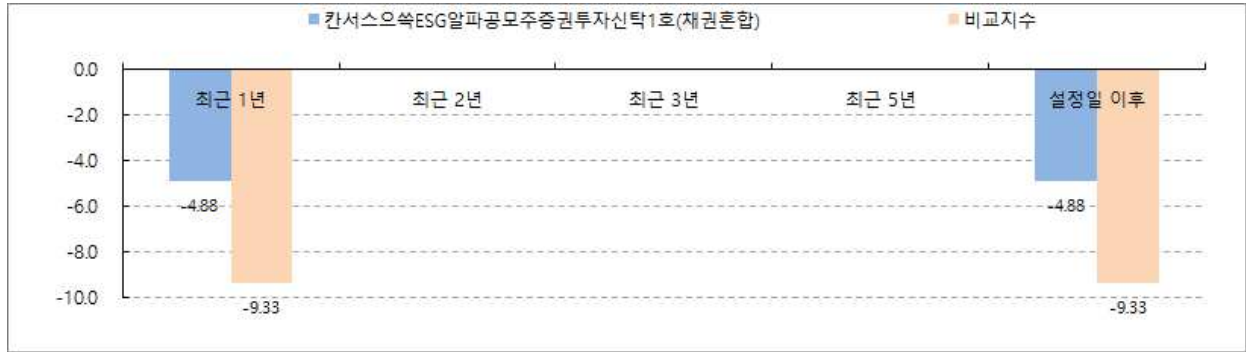 칸서스으쓱ESG알파공모주증권투자신탁1호(채권혼합) 비교지수
0.0
최근 1년 최근 2년 최근 3년 최근 5년 설정일 이후
-2.0
-4.0
-6.0 -4.88 -4.88
-8.0
-10.0 -9.33 -9.33